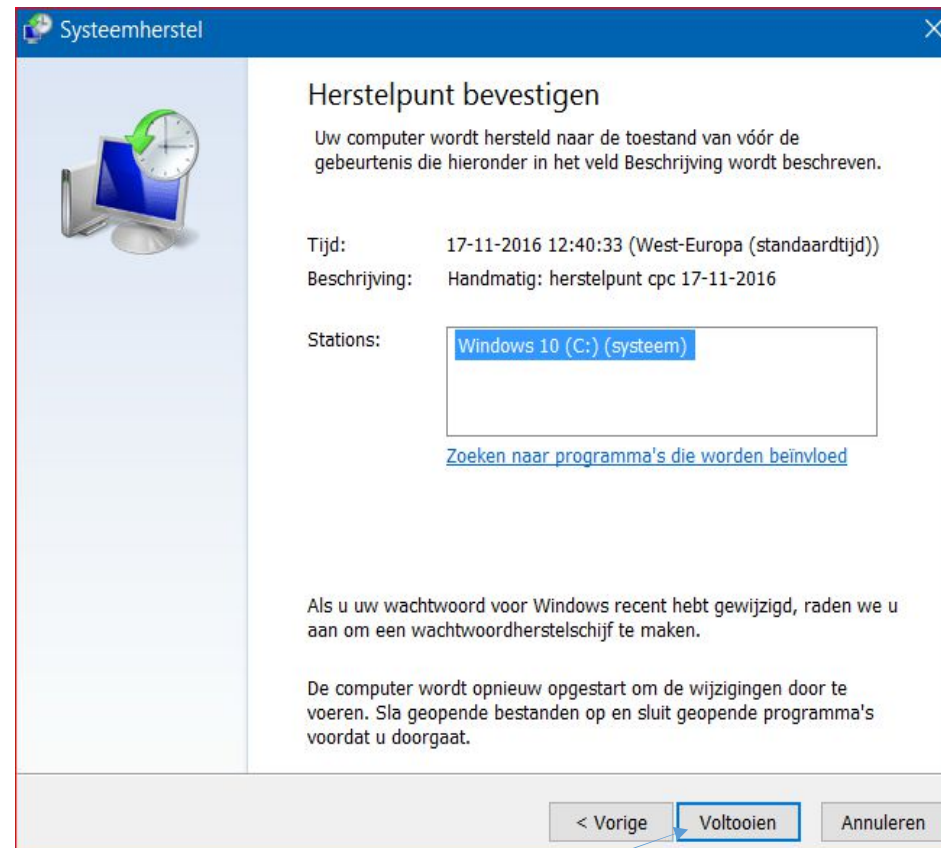 Systeemherstel
Herstelpunt bevestigen
Uw computer wordt hersteld naar de toestand van vóór de
gebeurtenis die hieronder in het veld Beschrijving wordt beschreven.
Tijd: 17-11-2016 12:40:33 (West-Europa (standaardtijd))
Beschrijving: Handmatig: herstelpunt cpc 17-11-2016
Stations: Windows 10 (C:) (systeem)
Zoeken naar programma's die worden beïnvloed
Als u uw wachtwoord voor Windows recent hebt gewijzigd, raden we u
aan om een wachtwoordherstelschijf te maken.
De computer wordt opnieuw opgestart om de wijzigingen door te
voeren. Sla geopende bestanden op en sluit geopende programma's
voordat u doorgaat.
< Vorige Voltooien Annuleren